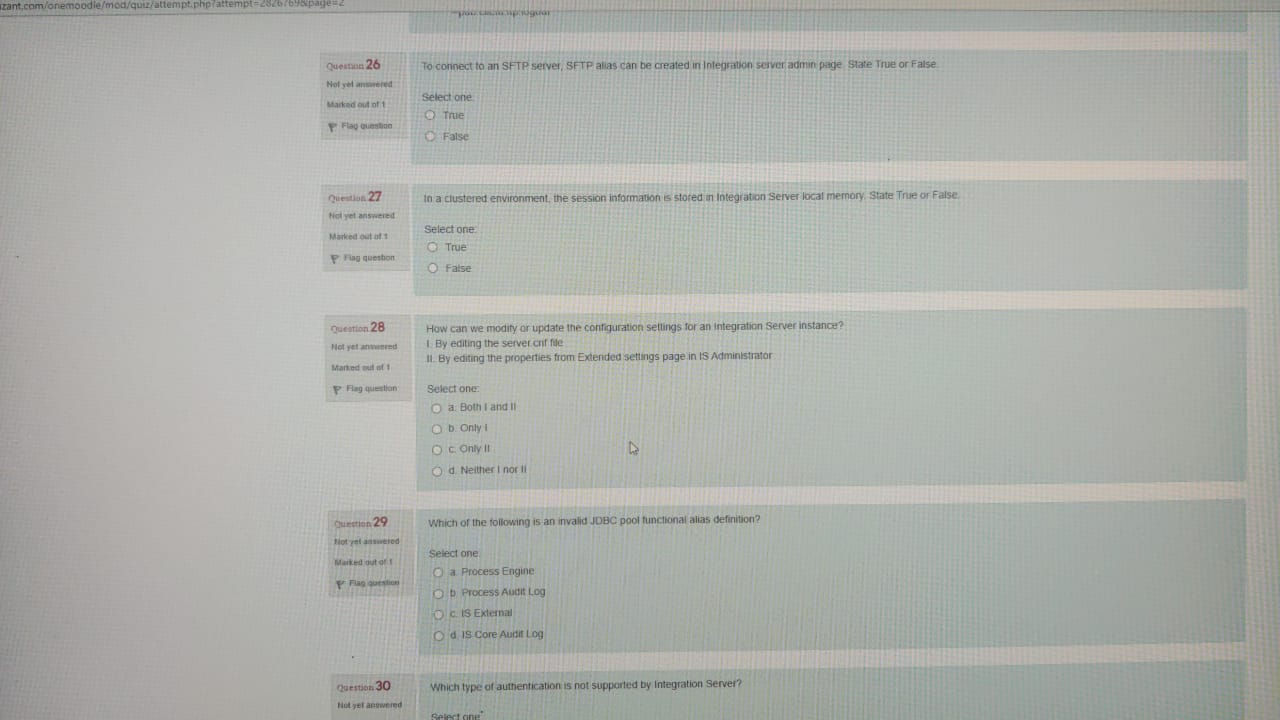 zant.com/onemoodle/mod/quiz/attempt.php?attempt=2826769&page=2
Question 26
Not yet answered
Marked out of 1
Flag question
To connect to an SFTP server, SFTP alias can be created in Integration server admin page. State True or False.
Select one:
True
False
Question 27
Not yet answered
Marked out of 1
Flag question
In a clustered environment, the session information is stored in Integration Server local memory. State True or False.
Select one:
True
False
Question 28
Not yet answered
Marked out of 1
Flag question
How can we modify or update the configuration settings for an Integration Server instance?
I. By editing the server.cnf file
II. By editing the properties from Extended settings page in IS Administrator
Select one:
a. Both I and II
b. Only I
c. Only II
d. Neither I nor II
Question 29
Not yet answered
Marked out of 1
Flag question
Which of the following is an invalid JDBC pool functional alias definition?
Select one:
a. Process Engine
b. Process Audit Log
c. IS External
d. IS Core Audit Log
Question 30
Not yet answered
Which type of authentication is not supported by Integration Server?
Select one: